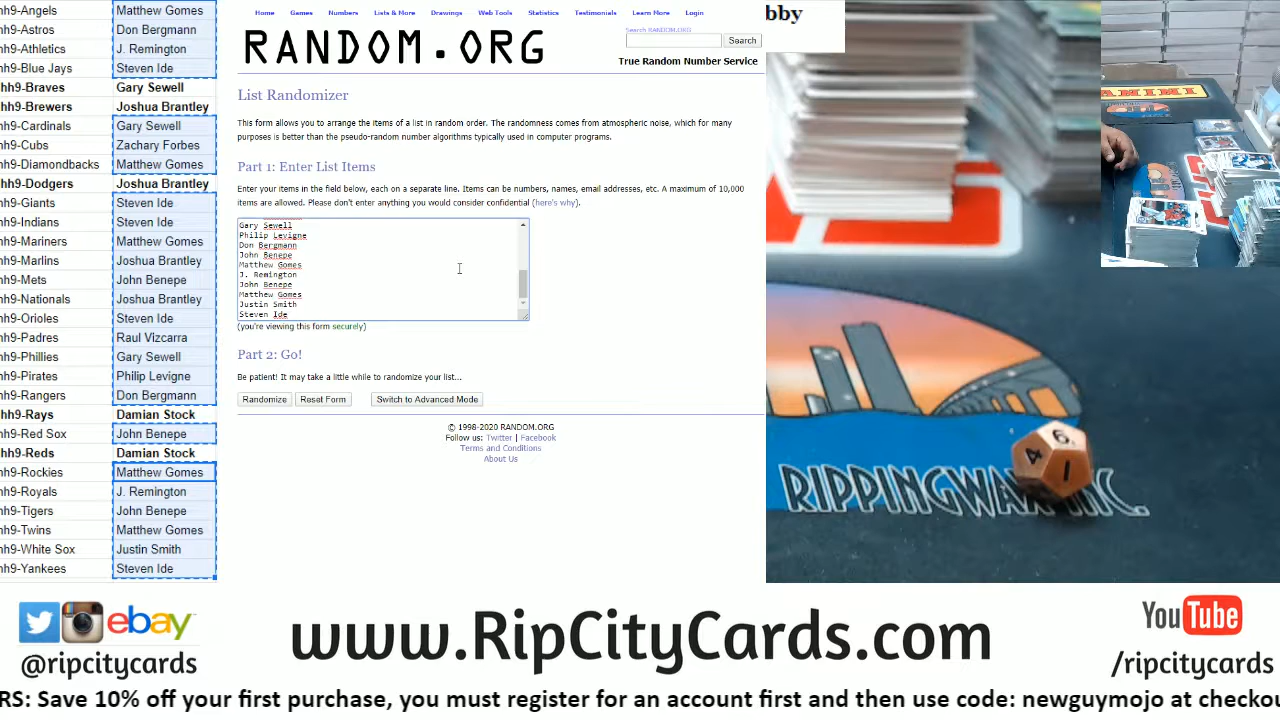 hh9-Angels Matthew Gomes
hh9-Astros Don Bergmann
hh9-Athletics J. Remington
hh9-Blue Jays Steven Ide
hh9-Braves Gary Sewell
hh9-Brewers Joshua Brantley
hh9-Cardinals Gary Sewell
hh9-Cubs Zachary Forbes
hh9-Diamondbacks Matthew Gomes
hh9-Dodgers Joshua Brantley
hh9-Giants Steven Ide
hh9-Indians Steven Ide
hh9-Mariners Matthew Gomes
hh9-Marlins Joshua Brantley
hh9-Mets John Benepe
hh9-Nationals Joshua Brantley
hh9-Orioles Steven Ide
hh9-Padres Raul Vizcarra
hh9-Phillies Gary Sewell
hh9-Pirates Philip Levigne
hh9-Rangers Don Bergmann
hh9-Rays Damian Stock
hh9-Red Sox John Benepe
hh9-Reds Damian Stock
hh9-Rockies Matthew Gomes
hh9-Royals J. Remington
hh9-Tigers John Benepe
hh9-Twins Matthew Gomes
hh9-White Sox Justin Smith
hh9-Yankees Steven Ide
Home Games Numbers Lists & More Drawings Web Tools Statistics Testimonials Learn More Login
RANDOM.ORG
Search RANDOM.ORG
Search
True Random Number Service
List Randomizer
This form allows you to arrange the items of a list in random order. The randomness comes from atmospheric noise, which for many
purposes is better than the pseudo-random number algorithms typically used in computer programs.
Part 1: Enter List Items
Enter your items in the field below, each on a separate line. Items can be numbers, names, email addresses, etc. A maximum of 10,000
items are allowed. Please don't enter anything you would consider confidential (here's why).
Gary Sewell
Philip Levigne
Don Bergmann
John Benepe
Matthew Gomes
J. Remington
John Benepe
Matthew Gomes
Justin Smith
Steven Ide
(you're viewing this form securely)
Part 2: Go!
Be patient! It may take a little while to randomize your list...
Randomize Reset Form Switch to Advanced Mode
© 1998-2020 RANDOM.ORG
Follow us: Twitter | Facebook
Terms and Conditions
About Us
bby
PANINI
4 6. 1
RIPPINGWAX INC.
ebay
@ripcitycards
www.RipCityCards.com
YouTube
/ripcitycards
RS: Save 10% off your first purchase, you must register for an account first and then use code: newguymojo at checkou